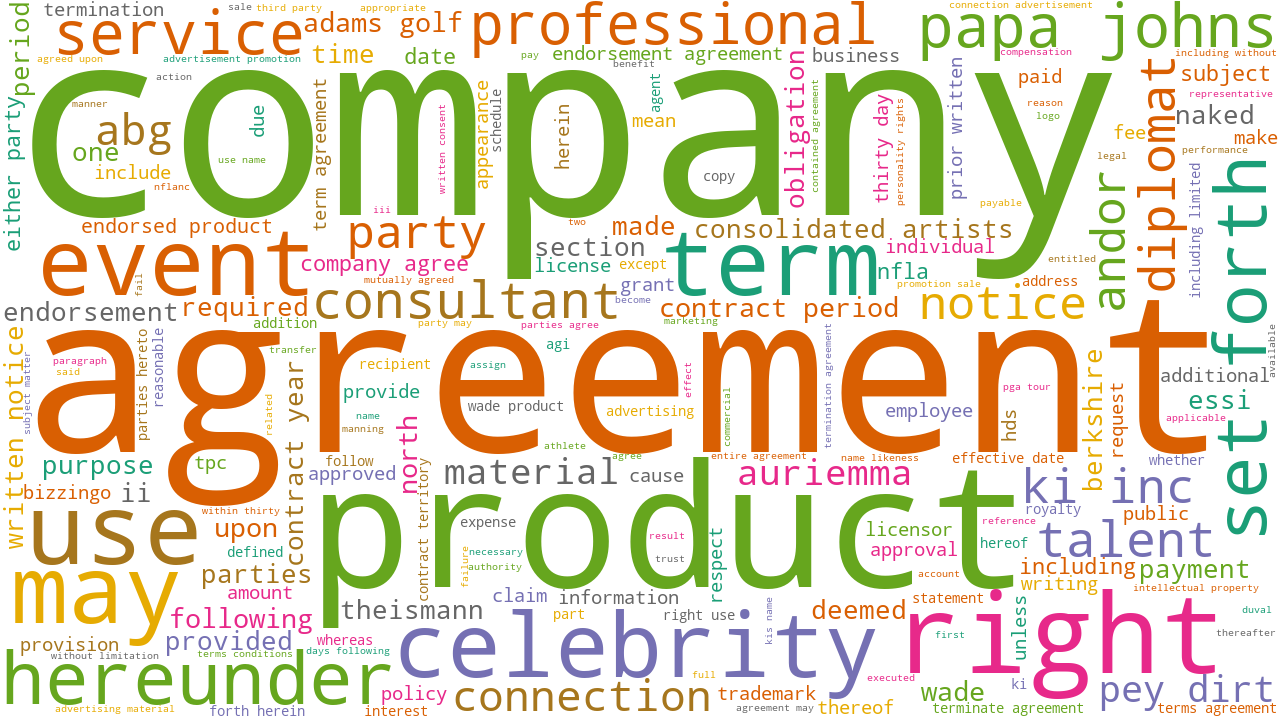 termination
sale
third party
appropriate
connection advertisement
period
service
adams golf
professional
papa johns
agreed upon
advertisement promotion
time
date
pay
endorsement agreement
benefit
business
compensation
including without
company
action
manner
abg
due
one
use name
include
nflanc
either party
term agreement
written consent
appearance
schedule
herein
agent
mean
obligation
contained agreement
thirty day
personality rights
prior written
copy
paid
reason
logo
subject
representative
naked
fee
make
legal
performance
diplomat
payable
iii
two
endorsed product
party
made
consolidated artists
event
section
term
individual
andor
including limited
set forth
company agree
license
except
nfla
entitled
mutually agreed
fail
grant
promotion sale
address
endorsement
required
consultant
become
contract period
notice
addition
party may
parties agree
marketing
agreement
written notice
subject matter
paragraph
said
parties hereto
reasonable
transfer
agi
recipient
assign
effect
provide
contract year
related
name
manning
wade product
advertising
commercial
termination agreement
employee
pga tour
hds
berkshire
request
additional
available
essi
applicable
north
athlete
agree
entire agreement
name likeness
effective date
whether
purpose
tpc
follow
approved
material
cause
auriemma
ki inc
bizzingo
ii
contract territory
product
royalty
public
within thirty
use
upon
expense
licensor
reference
talent
defined
necessary
authority
failure
result
trust
respect
approval
hereof
may
parties
account
including
payment
amount
claim
information
writing
intellectual property
following
theismann
part
right use
kis name
deemed
statement
duval
provision
provided
whereas
celebrity
first
right
unless
thereafter
without limitation
terms conditions
days following
hereunder
full
executed
policy
connection
trademark
wade
ki
pey dirt
advertising material
forth herein
interest
agreement may
thereof
terminate agreement
terms agreement